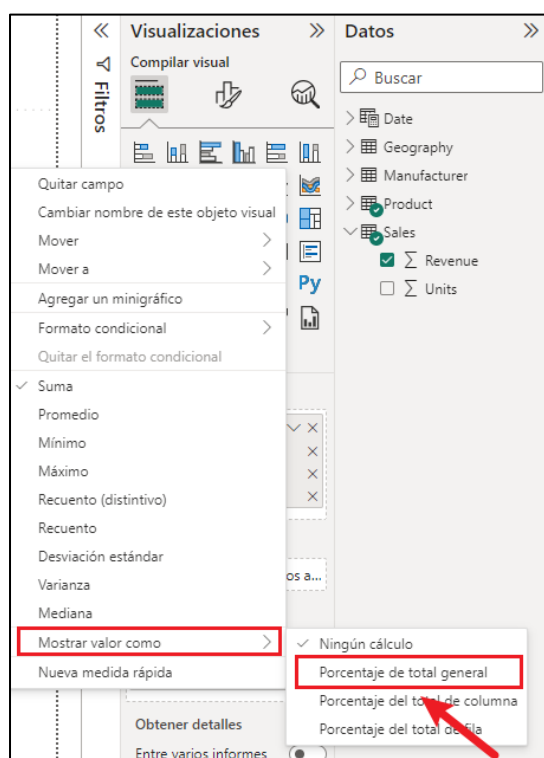 Visualizaciones
Datos
Compilar visual
Filtros
Buscar
Date
Geography
Manufacturer
Product
Sales
Σ Revenue
Σ Units
Py
Quitar campo
Cambiar nombre de este objeto visual
Mover
Mover a
Agregar un minigráfico
Formato condicional
Quitar el formato condicional
Suma
Promedio
Mínimo
Máximo
Recuento (distintivo)
Recuento
Desviación estándar
Varianza
Mediana
Mostrar valor como
Nueva medida rápida
os a...
Ningún cálculo
Porcentaje de total general
Porcentaje del total de columna
Porcentaje del total de fila
Obtener detalles
Entre varios informes